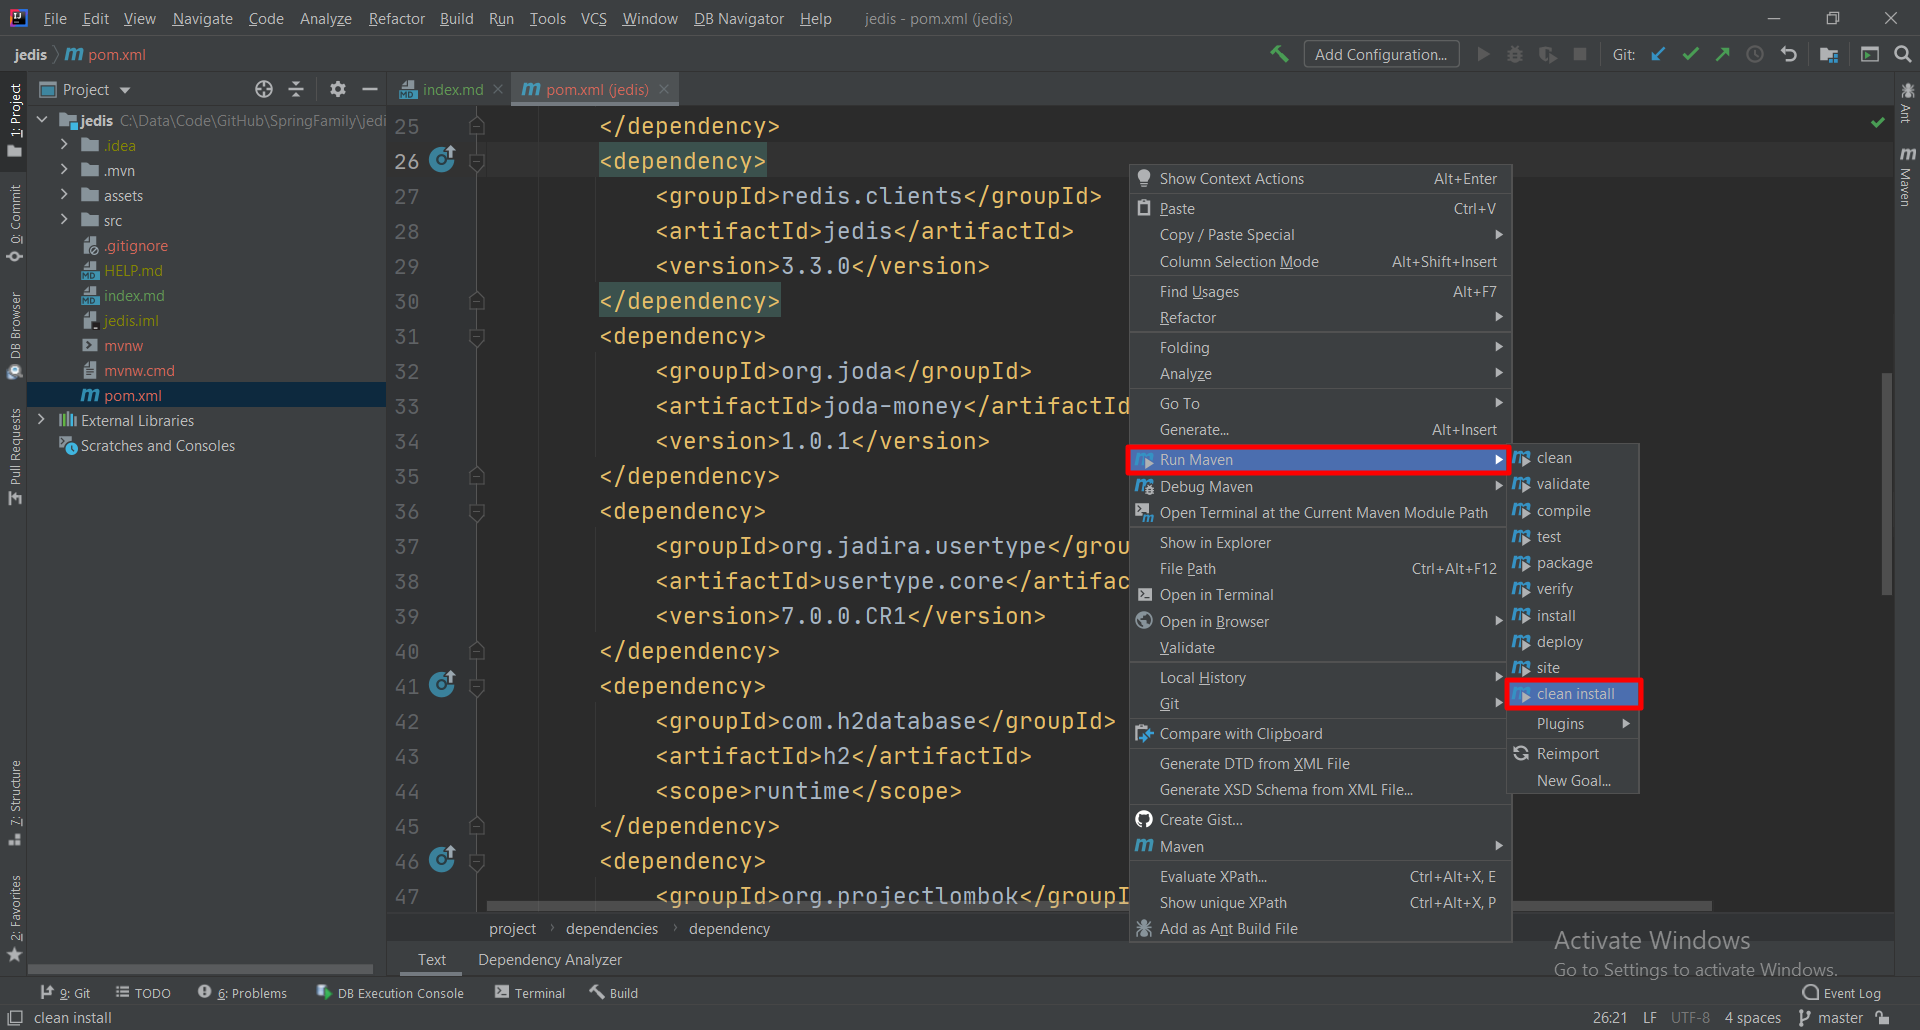 File Edit View Navigate Code Analyze Refactor Build Run Tools VCS Window DB Navigator Help jedis - pom.xml (jedis)
jedis pom.xml
Add Configuration... Git:
Project
index.md
pom.xml (jedis)
1: Project
0: Commit
DB Browser
Pull Requests
7: Structure
2: Favorites
jedis C:\Data\Code\GitHub\SpringFamily\jedi
.idea
.mvn
assets
src
.gitignore
HELP.md
index.md
jedis.iml
mvnw
mvnw.cmd
pom.xml
External Libraries
Scratches and Consoles
25 </dependency>
26 <dependency>
27 <groupId>redis.clients</groupId>
28 <artifactId>jedis</artifactId>
29 <version>3.3.0</version>
30 </dependency>
31 <dependency>
32 <groupId>org.joda</groupId>
33 <artifactId>joda-money</artifactId
34 <version>1.0.1</version>
35 </dependency>
36 <dependency>
37 <groupId>org.jadira.usertype</grou
38 <artifactId>usertype.core</artifac
39 <version>7.0.0.CR1</version>
40 </dependency>
41 <dependency>
42 <groupId>com.h2database</groupId>
43 <artifactId>h2</artifactId>
44 <scope>runtime</scope>
45 </dependency>
46 <dependency>
47 <groupId>org.projectlombok</groupI
Show Context Actions Alt+Enter
Paste Ctrl+V
Copy / Paste Special
Column Selection Mode Alt+Shift+Insert
Find Usages Alt+F7
Refactor
Folding
Analyze
Go To
Generate... Alt+Insert
Run Maven
Debug Maven
Open Terminal at the Current Maven Module Path
Show in Explorer
File Path Ctrl+Alt+F12
Open in Terminal
Open in Browser
Validate
Local History
Git
Compare with Clipboard
Generate DTD from XML File
Generate XSD Schema from XML File...
Create Gist...
Maven
Evaluate XPath... Ctrl+Alt+X, E
Show unique XPath Ctrl+Alt+X, P
Add as Ant Build File
clean
validate
compile
test
package
verify
install
deploy
site
clean install
Plugins
Reimport
New Goal...
Ant
Maven
project dependencies dependency
Text Dependency Analyzer
Activate Windows
Go to Settings to activate Windows.
9: Git TODO 6: Problems DB Execution Console Terminal Build Event Log
clean install 26:21 LF UTF-8 4 spaces master